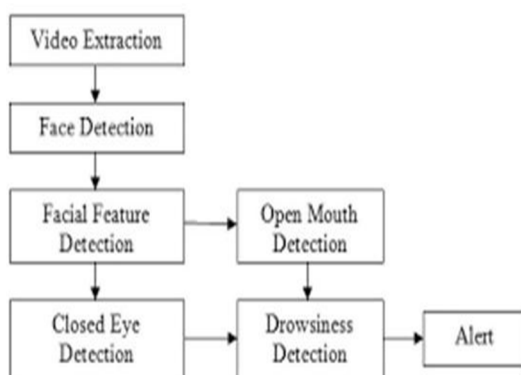 Video Extraction
Face Detection
Facial Feature
Detection
Open Mouth
Detection
Closed Eye
Detection
Drowsiness
Detection
Alert